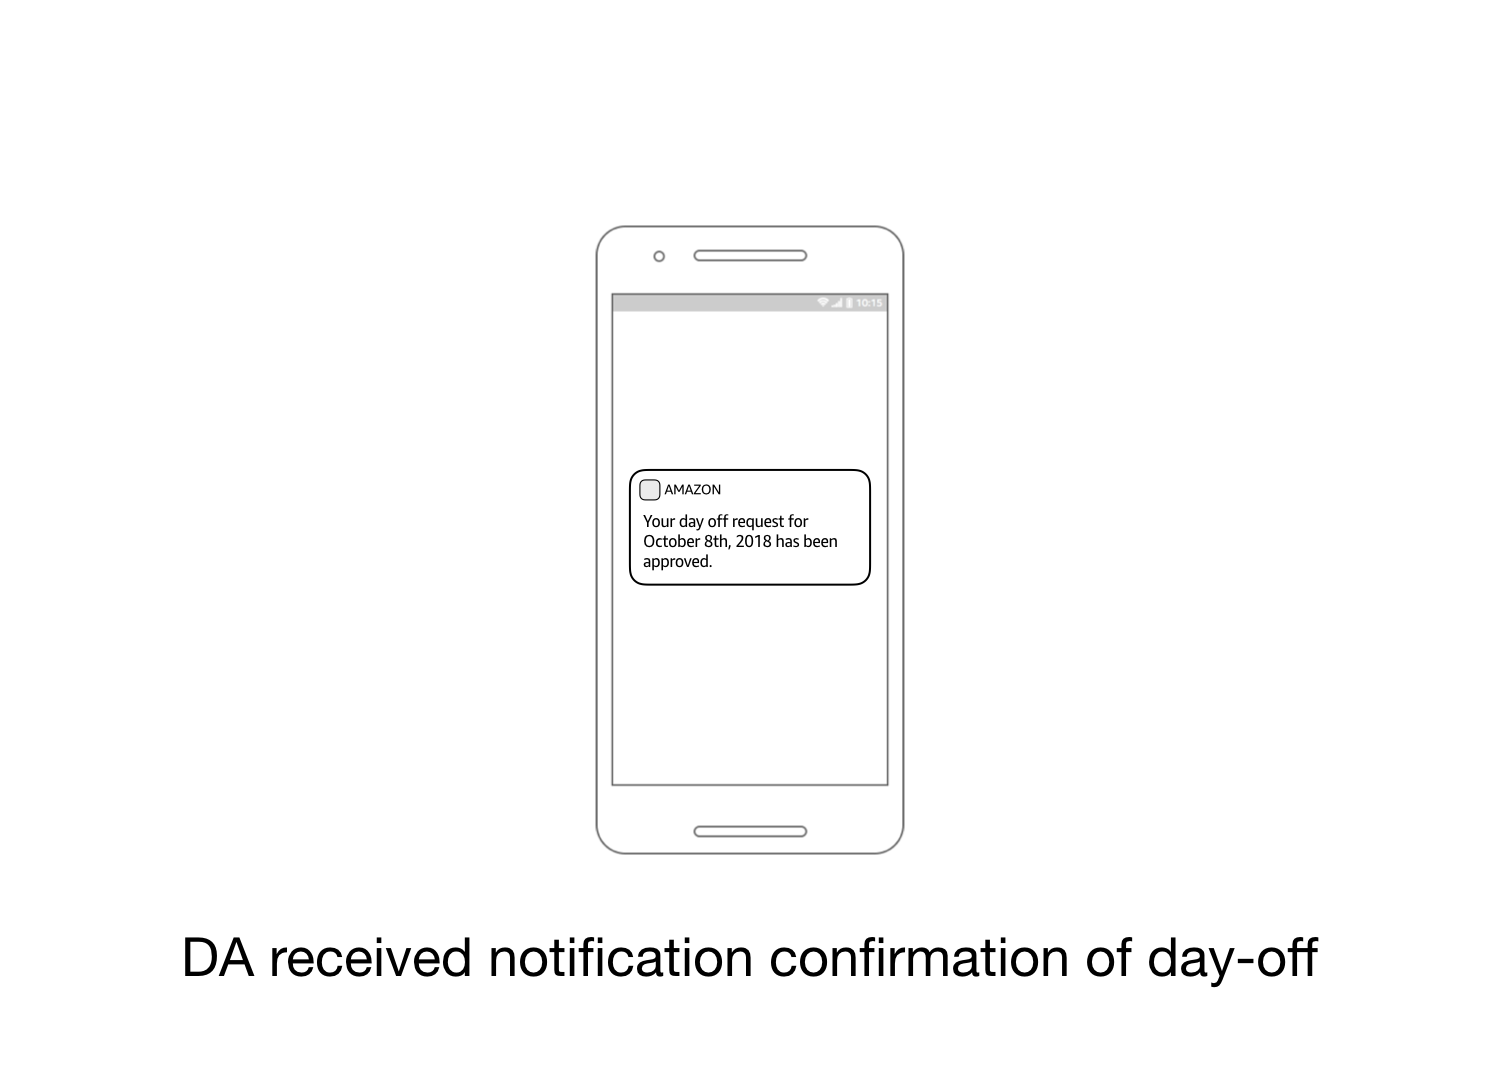 10:15
AMAZON
Your day off request for
October 8th, 2018 has been
approved.
DA received notification confirmation of day-off